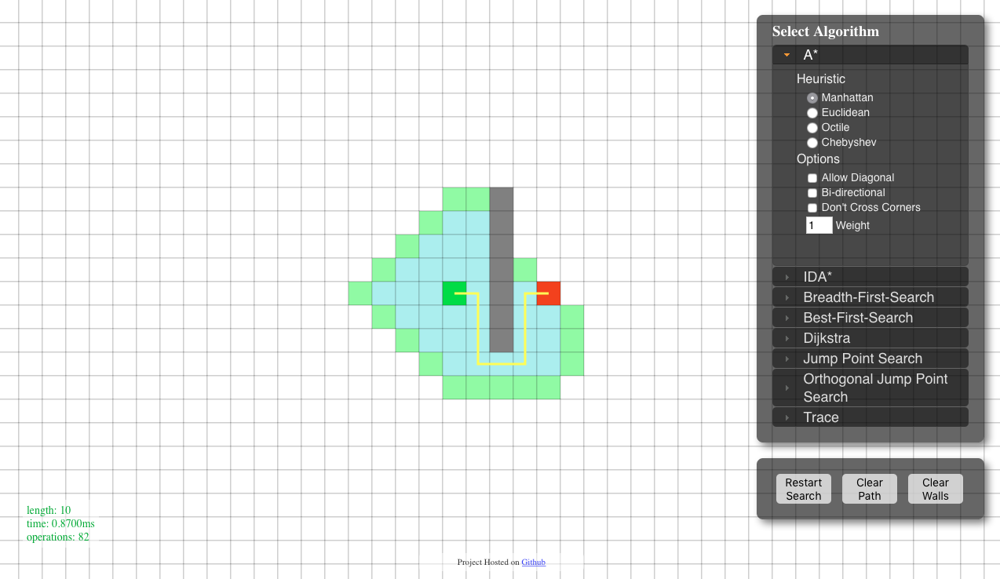 Select Algorithm
A*
Heuristic
Manhattan
Euclidean
Octile
Chebyshev
Options
Allow Diagonal
Bi-directional
Don't Cross Corners
1 Weight
IDA*
Breadth-First-Search
Best-First-Search
Dijkstra
Jump Point Search
Orthogonal Jump Point
Search
Trace
Restart
Search
Clear
Path
Clear
Walls
length: 10
time: 0.8700ms
operations: 82
Project Hosted on Github